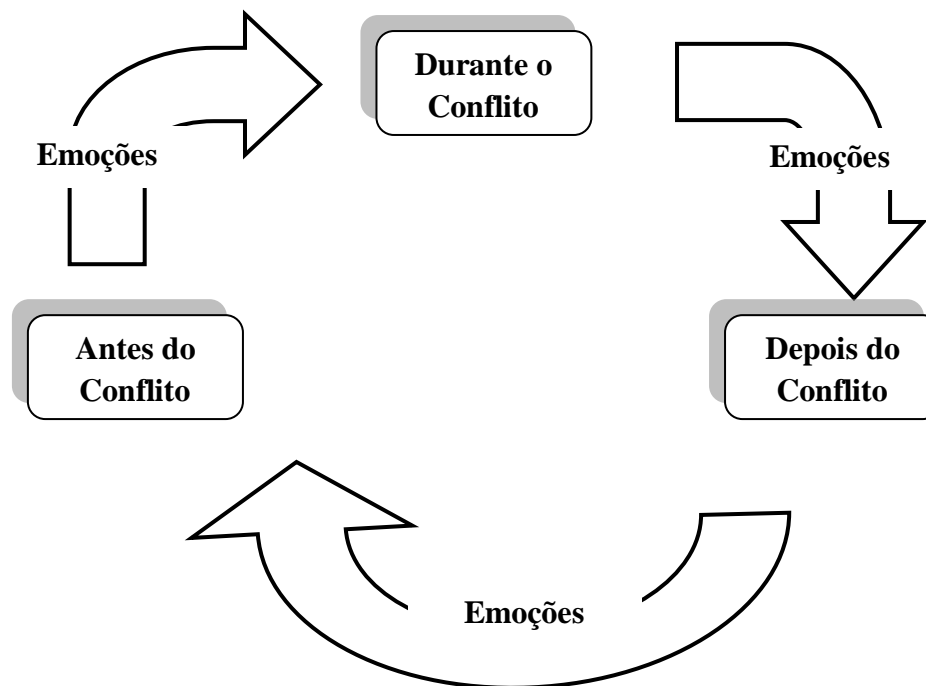 Durante o
Conflito
Emoções
Emoções
Antes do
Conflito
Depois do
Conflito
Emoções